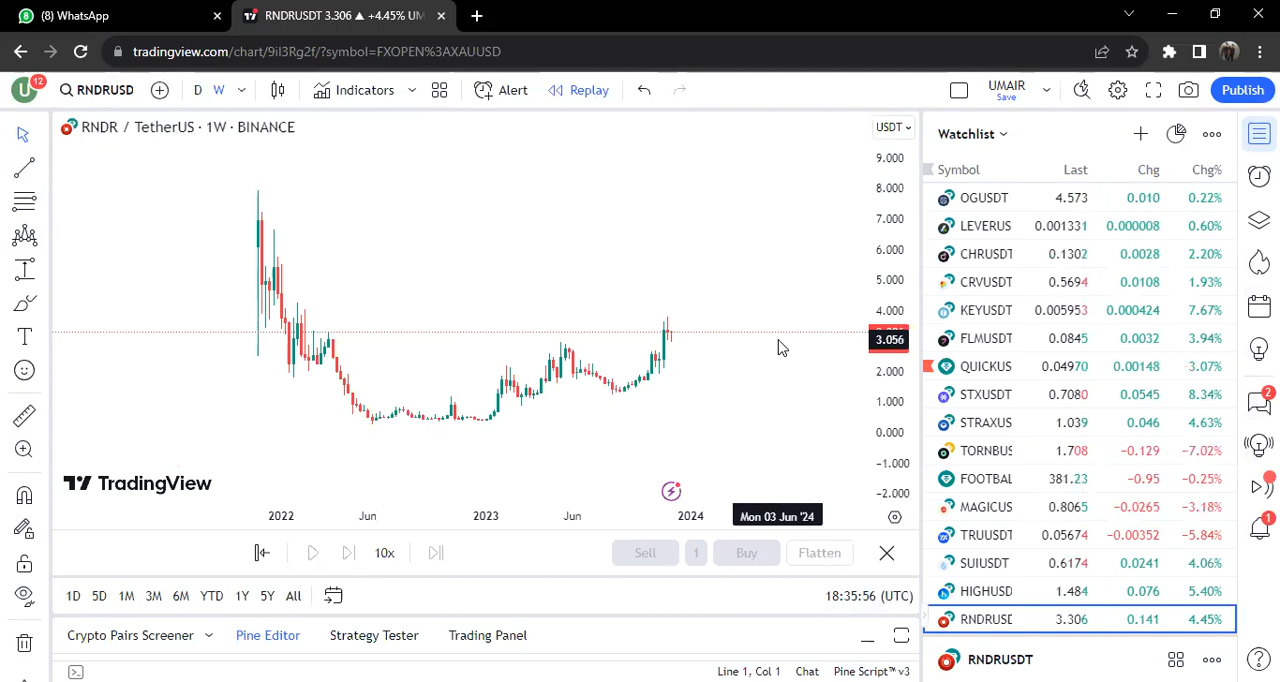 (8) WhatsApp
RNDRUSDT 3.306 ▲ +4.45% UM
tradingview.com/chart/9il3Rg2f/?symbol=FXOPEN%3AXAUUSD
U 12 RNDRUSD D W Indicators Alert Replay UMAIR Save Publish
RNDR / TetherUS · 1W · BINANCE
USDT
9.000
8.000
7.000
6.000
5.000
4.000
3.056
2.000
1.000
0.000
−1.000
−2.000
TradingView
2022 Jun 2023 Jun 2024 Mon 03 Jun '24
10x Sell 1 Buy Flatten
1D 5D 1M 3M 6M YTD 1Y 5Y All 18:35:56 (UTC)
Crypto Pairs Screener Pine Editor Strategy Tester Trading Panel
Line 1, Col 1 Chat Pine Script™ v3
Watchlist
Symbol Last Chg Chg%
OGUSDT 4.573 0.010 0.22%
LEVERUS 0.001331 0.000008 0.60%
CHRUSDT 0.1302 0.0028 2.20%
CRVUSDT 0.5694 0.0108 1.93%
KEYUSDT 0.005953 0.000424 7.67%
FLMUSDT 0.0845 0.0032 3.94%
QUICKUS 0.04970 0.00148 3.07%
STXUSDT 0.7080 0.0545 8.34%
STRAXUS 1.039 0.046 4.63%
TORNBUS 1.708 −0.129 −7.02%
FOOTBAL 381.23 −0.95 −0.25%
MAGICUS 0.8065 −0.0265 −3.18%
TRUUSDT 0.05674 −0.00352 −5.84%
SUIUSDT 0.6174 0.0241 4.06%
HIGHUSD 1.484 0.076 5.40%
RNDRUSD 3.306 0.141 4.45%
RNDRUSDT
2
1